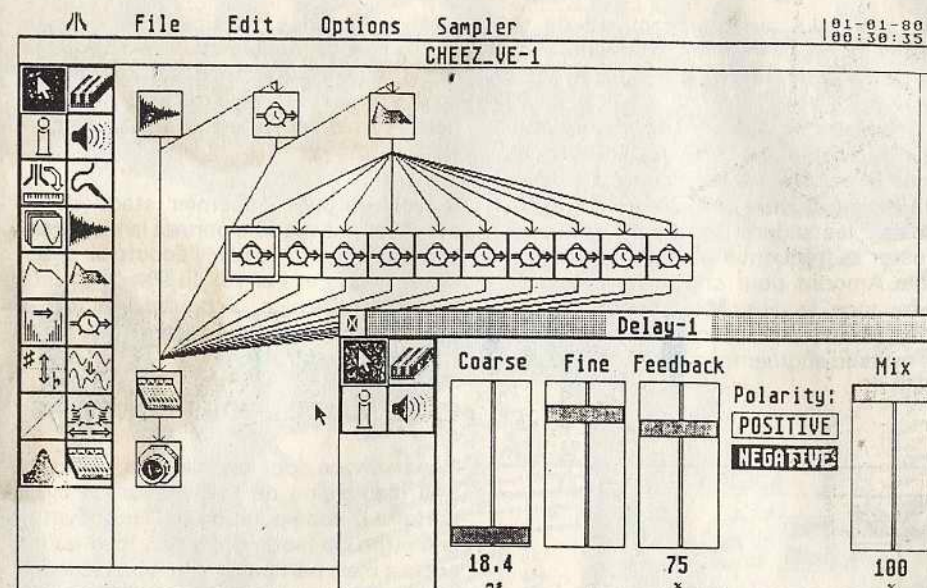 File Edit Options Sampler
01-01-80
00:30:35
CHEEZ_VE-1
Delay-1
Coarse Fine Feedback Mix
Polarity:
POSITIVE
NEGATIVE
18.4 75 100